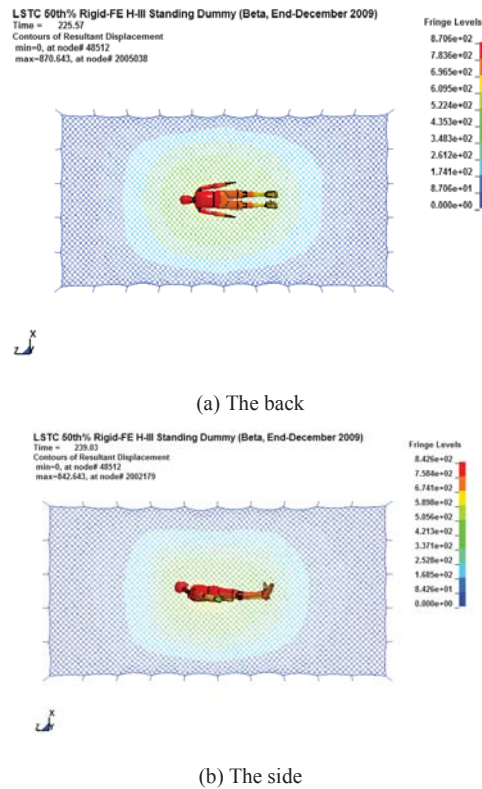 LSTC 50th% Rigid-FE H-III Standing Dummy (Beta, End-December 2009)
Time = 225.57
Contours of Resultant Displacement
min=0, at node# 48512
max=870.643, at node# 2005038
Fringe Levels
8.706e+02
7.836e+02
6.965e+02
6.095e+02
5.224e+02
4.353e+02
3.483e+02
2.612e+02
1.741e+02
8.706e+01
0.000e+00
X
Z Y
(a) The back
LSTC 50th% Rigid-FE H-III Standing Dummy (Beta, End-December 2009)
Time = 239.03
Contours of Resultant Displacement
min=0, at node# 48512
max=842.643, at node# 2002179
Fringe Levels
8.426e+02
7.584e+02
6.741e+02
5.898e+02
5.056e+02
4.213e+02
3.371e+02
2.528e+02
1.685e+02
8.426e+01
0.000e+00
X
Z Y
(b) The side